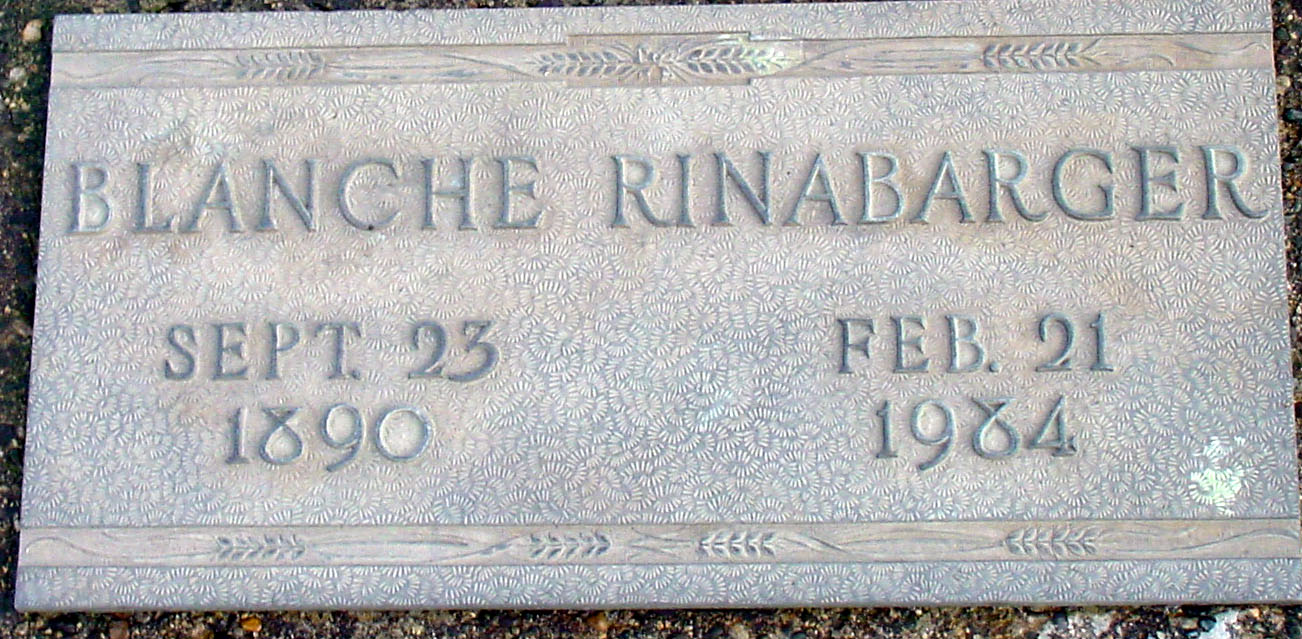 BLANCHE RINABARGER
SEPT. 23 FEB. 21
1890 1984